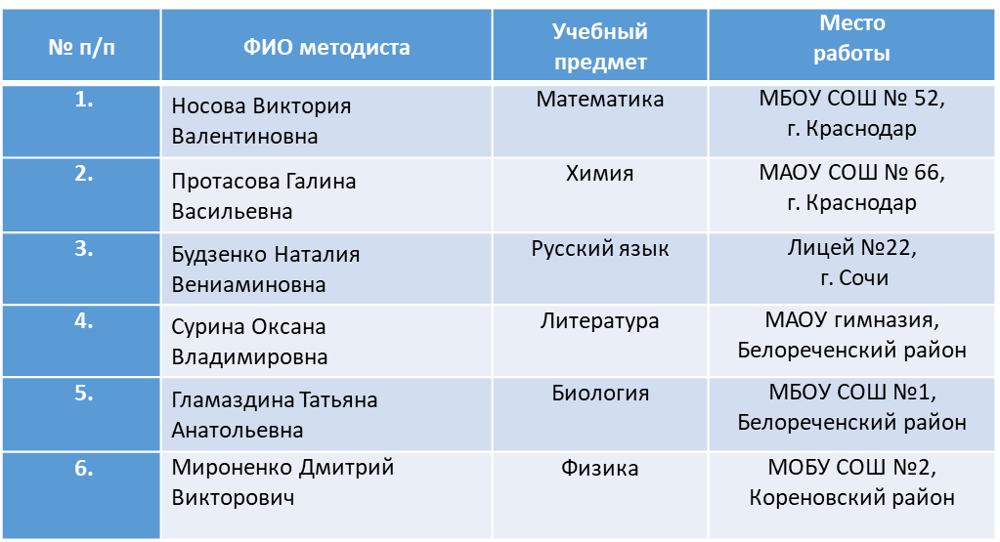 № п/п
ФИО методиста
Учебный
предмет
Место
работы
1.
Носова Виктория
Валентиновна
Математика
МБОУ СОШ № 52,
г. Краснодар
2.
Протасова Галина
Васильевна
Химия
МАОУ СОШ № 66,
г. Краснодар
3.
Будзенко Наталия
Вениаминовна
Русский язык
Лицей №22,
г. Сочи
4.
Сурина Оксана
Владимировна
Литература
МАОУ гимназия,
Белореченский район
5.
Гламаздина Татьяна
Анатольевна
Биология
МБОУ СОШ №1,
Белореченский район
6.
Мироненко Дмитрий
Викторович
Физика
МОБУ СОШ №2,
Кореновский район